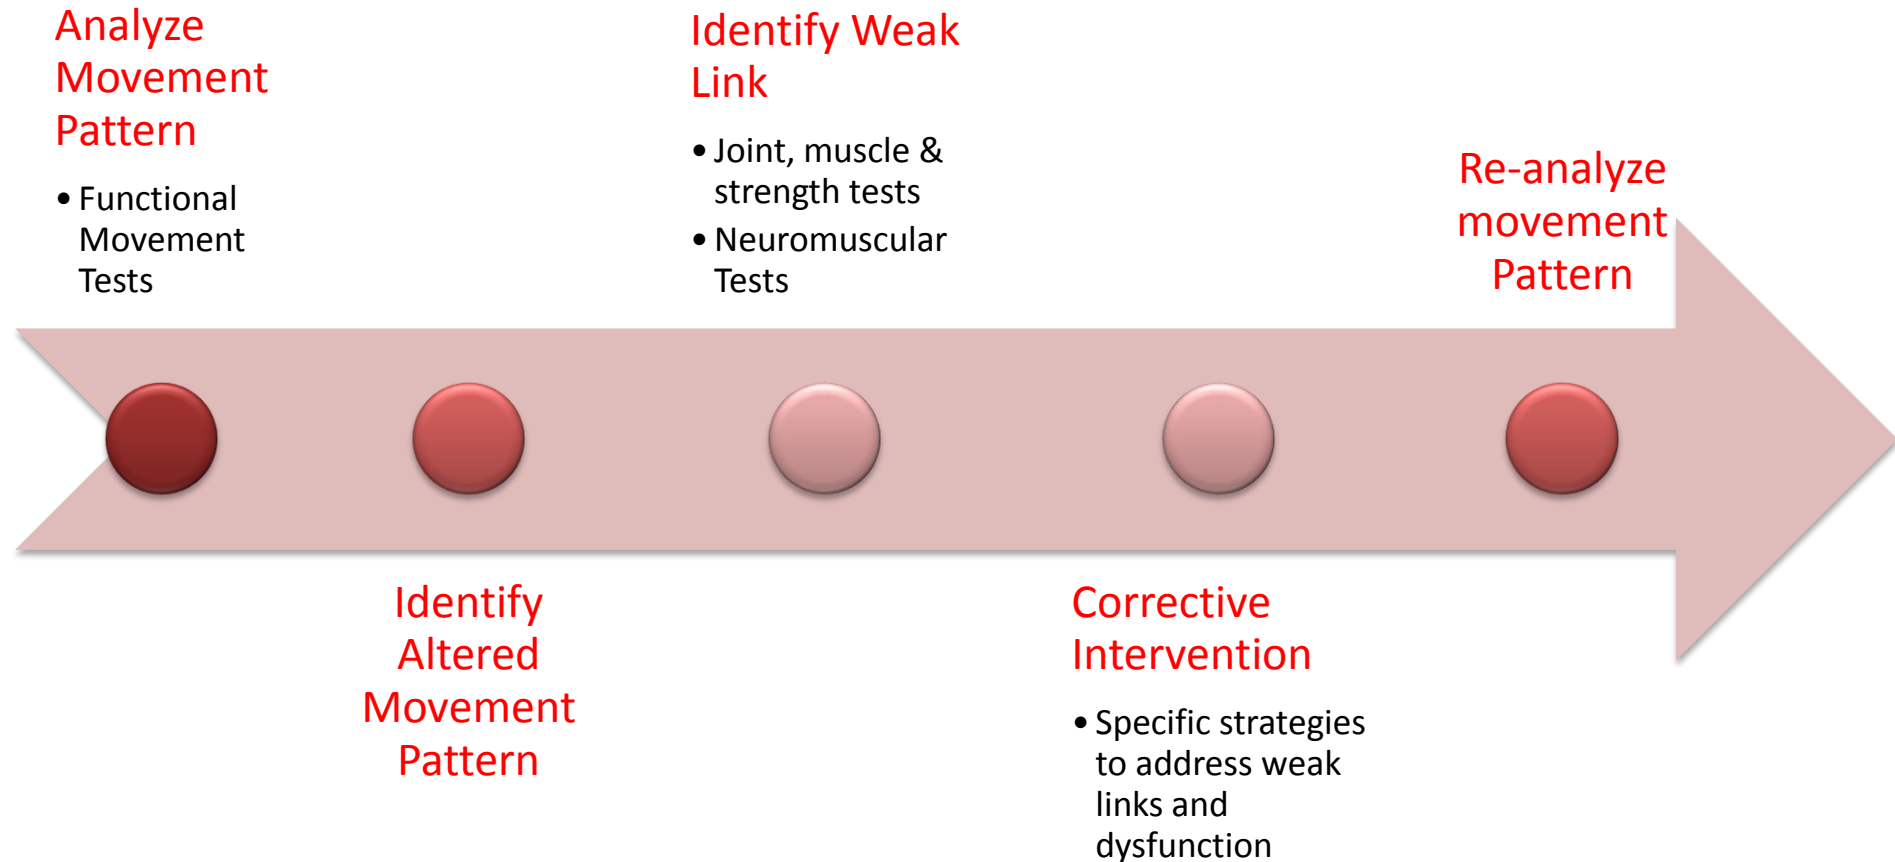 Analyze
Movement
Pattern
• Functional
Movement
Tests
Identify
Altered
Movement
Pattern
Identify Weak
Link
• Joint, muscle &
strength tests
• Neuromuscular
Tests
Corrective
Intervention
• Specific strategies
to address weak
links and
dysfunction
Re-analyze
movement
Pattern